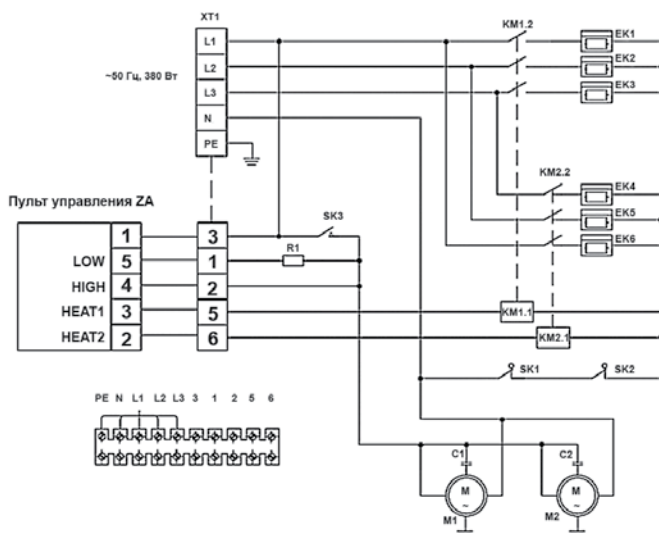 XT1
KM1.2
L1
EK1
L2
EK2
~50 Гц, 380 Вт
L3
EK3
N
PE
KM2.2
EK4
Пульт управления ZA
EK5
SK3
1 3
EK6
R1
LOW 5 1
HIGH 4 2
HEAT1 3 5
KM1.1
HEAT2 2 6
KM2.1
SK1 SK2
PE N L1 L2 L3 3 1 2 5 6
C1 C2
M M
~ ~
M1 M2